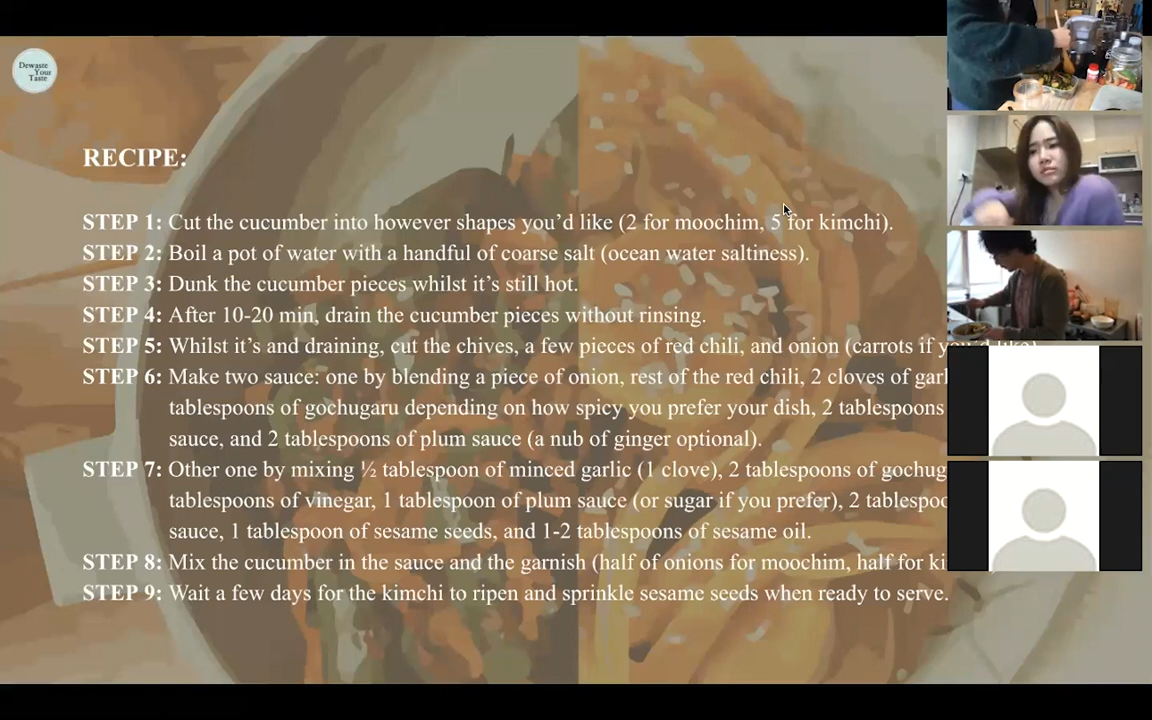 Dewaste
Your
Taste
RECIPE:
STEP 1: Cut the cucumber into however shapes you’d like (2 for moochim, 5 for kimchi).
STEP 2: Boil a pot of water with a handful of coarse salt (ocean water saltiness).
STEP 3: Dunk the cucumber pieces whilst it’s still hot.
STEP 4: After 10-20 min, drain the cucumber pieces without rinsing.
STEP 5: Whilst it’s and draining, cut the chives, a few pieces of red chili, and onion (carrots if you’d like).
STEP 6: Make two sauce: one by blending a piece of onion, rest of the red chili, 2 cloves of
tablespoons of gochugaru depending on how spicy you prefer your dish, 2 tablespoons
sauce, and 2 tablespoons of plum sauce (a nub of ginger optional).
STEP 7: Other one by mixing ½ tablespoon of minced garlic (1 clove), 2 tablespoons of
tablespoons of vinegar, 1 tablespoon of plum sauce (or sugar if you prefer), 2
sauce, 1 tablespoon of sesame seeds, and 1-2 tablespoons of sesame oil.
STEP 8: Mix the cucumber in the sauce and the garnish (half of onions for moochim, half for
STEP 9: Wait a few days for the kimchi to ripen and sprinkle sesame seeds when ready to serve.